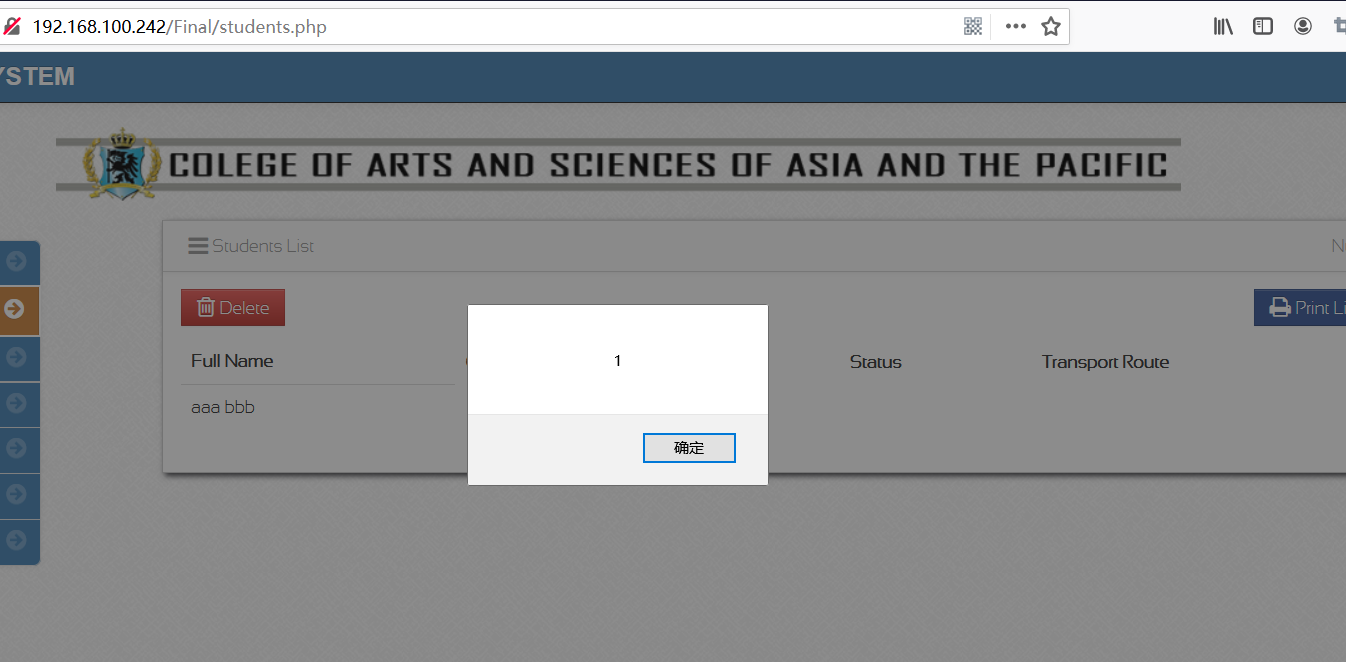 192.168.100.242/Final/students.php
YSTEM
COLEGE OF ARTS AND SCIENCES OF ASIA AND THE PACIFIC
Students List
Delete
Print Li
Full Name
Status
Transport Route
aaa bbb
1
确定